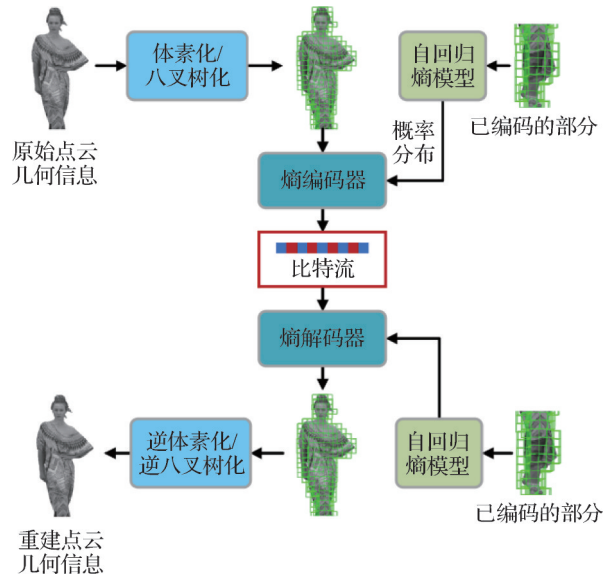 体素化/
八叉树化
自回归
熵模型
原始点云
几何信息
概率
分布
已编码的部分
熵编码器
比特流
熵解码器
逆体素化/
逆八叉树化
自回归
熵模型
重建点云
几何信息
已编码的部分